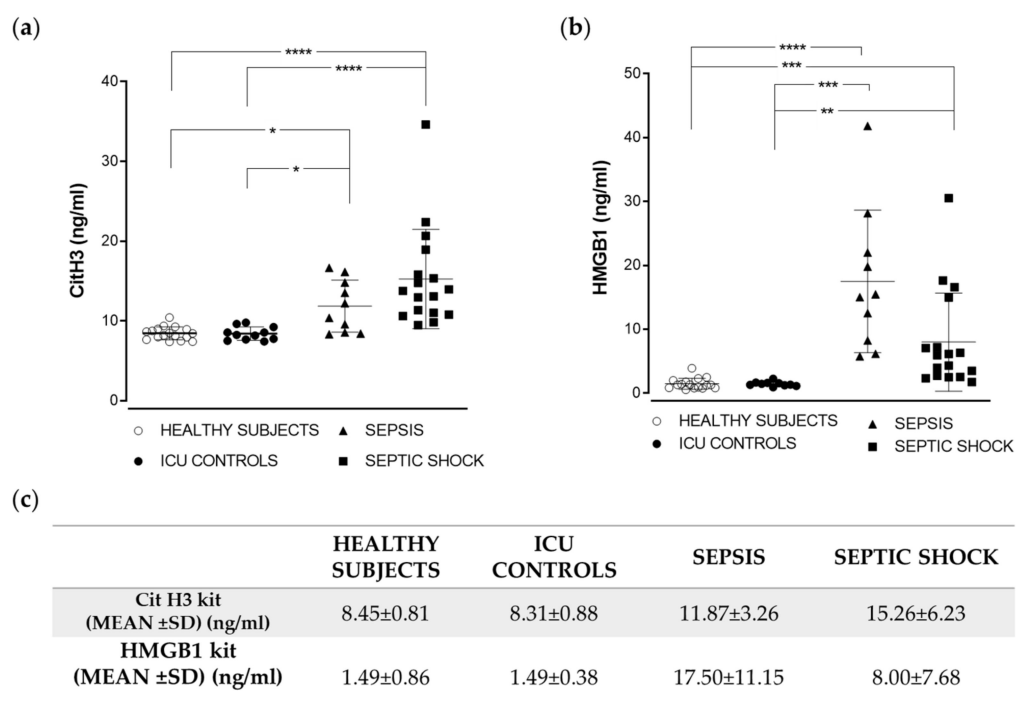 (a)
CitH3 (ng/ml)
40
30
20
10
0
****
****
*
*
HEALTHY SUBJECTS
ICU CONTROLS
SEPSIS
SEPTIC SHOCK
(b)
HMGB1 (ng/ml)
50
40
30
20
10
0
****
***
***
**
HEALTHY SUBJECTS
ICU CONTROLS
SEPSIS
SEPTIC SHOCK
(c)
HEALTHY SUBJECTS
ICU CONTROLS
SEPSIS
SEPTIC SHOCK
Cit H3 kit
(MEAN ±SD) (ng/ml)
8.45±0.81
8.31±0.88
11.87±3.26
15.26±6.23
HMGB1 kit
(MEAN ±SD) (ng/ml)
1.49±0.86
1.49±0.38
17.50±11.15
8.00±7.68